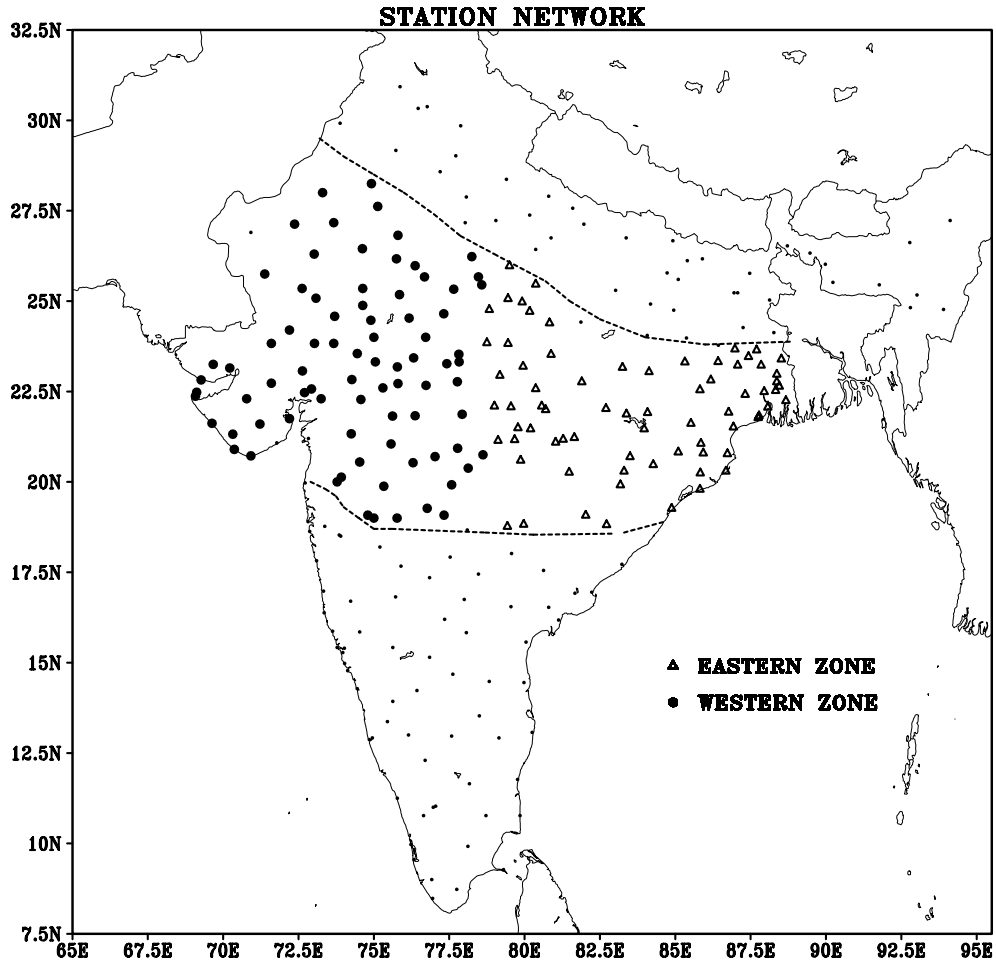 STATION NETWORK
32.5N
30N
27.5N
25N
22.5N
20N
17.5N
15N
12.5N
10N
7.5N
EASTERN ZONE
WESTERN ZONE
65E 67.5E 70E 72.5E 75E 77.5E 80E 82.5E 85E 87.5E 90E 92.5E 95E